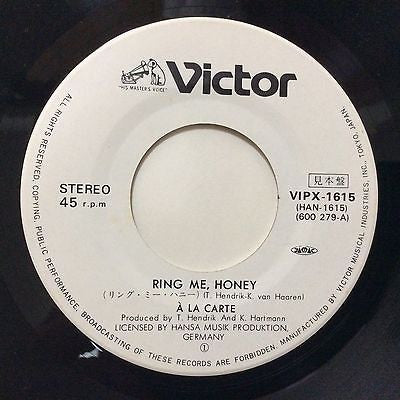 "HIS MASTER'S VOICE"
Victor
STEREO
45 r.p.m
見本盤
VIPX-1615
(HAN-1615)
(600 279-A)
JASRAC
RING ME, HONEY
(リング・ミー・ハニー) (T. Hendrik-K. van Haaren)
À LA CARTE
Produced by T. Hendrik And K. Hartmann
LICENSED BY HANSA MUSIK PRODUKTION,
GERMANY
①
ALL RIGHTS RESERVED, COPYING, PUBLIC PERFORMANCE, BROADCASTING OF THESE RECORDS ARE FORBIDDEN. MANUFACTURED BY VICTOR MUSICAL INDUSTRIES, INC., TOKYO, JAPAN.